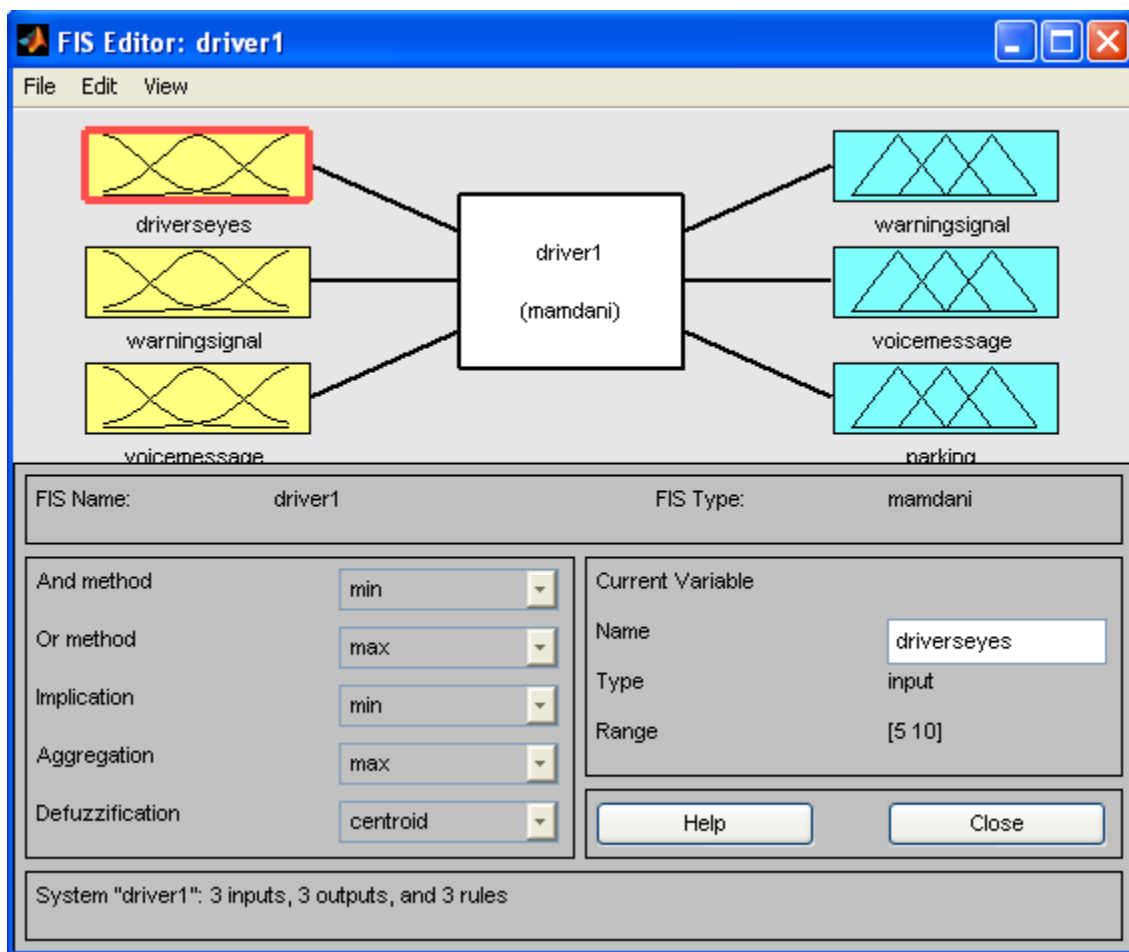 FIS Editor: driver1
File Edit View
driverseyes
warningsignal
voicemessage
driver1
(mamdani)
warningsignal
voicemessage
parking
FIS Name: driver1 FIS Type: mamdani
And method min
Or method max
Implication min
Aggregation max
Defuzzification centroid
Current Variable
Name driverseyes
Type input
Range [5 10]
Help Close
System "driver1": 3 inputs, 3 outputs, and 3 rules